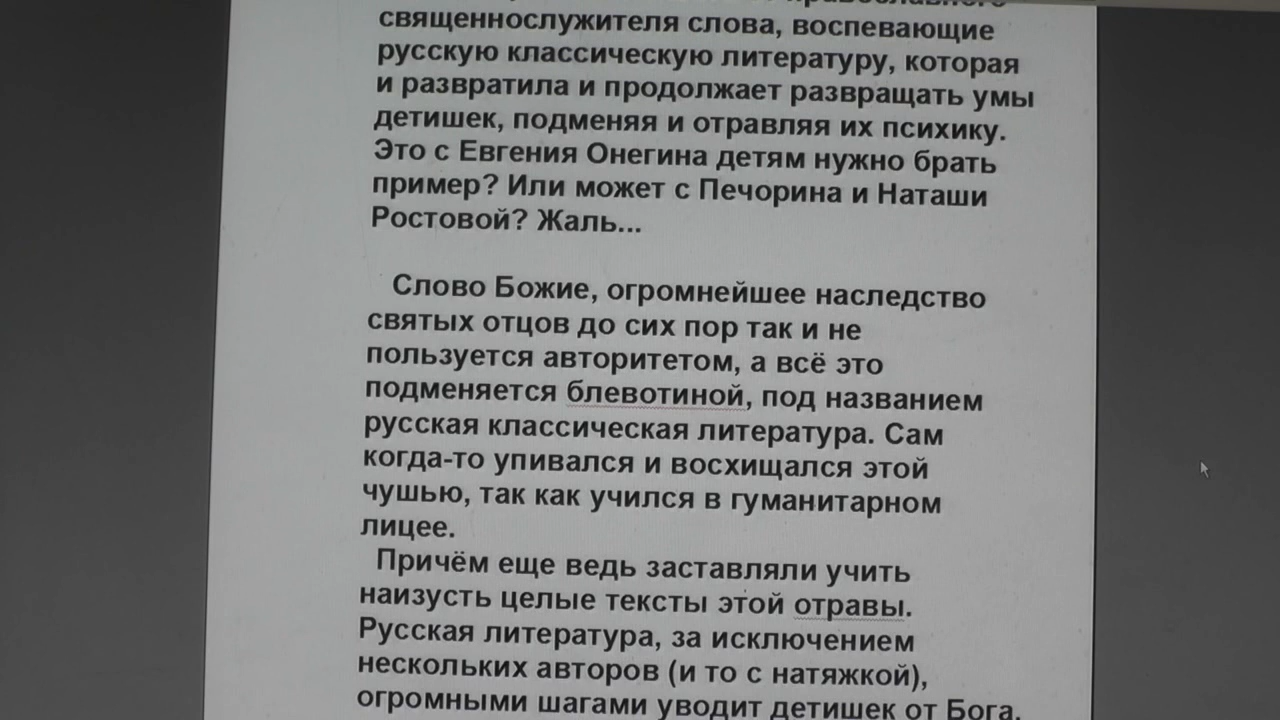 священнослужителя слова, воспевающие
русскую классическую литературу, которая
и развратила и продолжает развращать умы
детишек, подменяя и отравляя их психику.
Это с Евгения Онегина детям нужно брать
пример? Или может с Печорина и Наташи
Ростовой? Жаль...
Слово Божие, огромнейшее наследство
святых отцов до сих пор так и не
пользуется авторитетом, а всё это
подменяется блевотиной, под названием
русская классическая литература. Сам
когда-то упивался и восхищался этой
чушью, так как учился в гуманитарном
лицее.
Причём еще ведь заставляли учить
наизусть целые тексты этой отравы.
Русская литература, за исключением
нескольких авторов (и то с натяжкой),
огромными шагами уводит детишек от Бога.